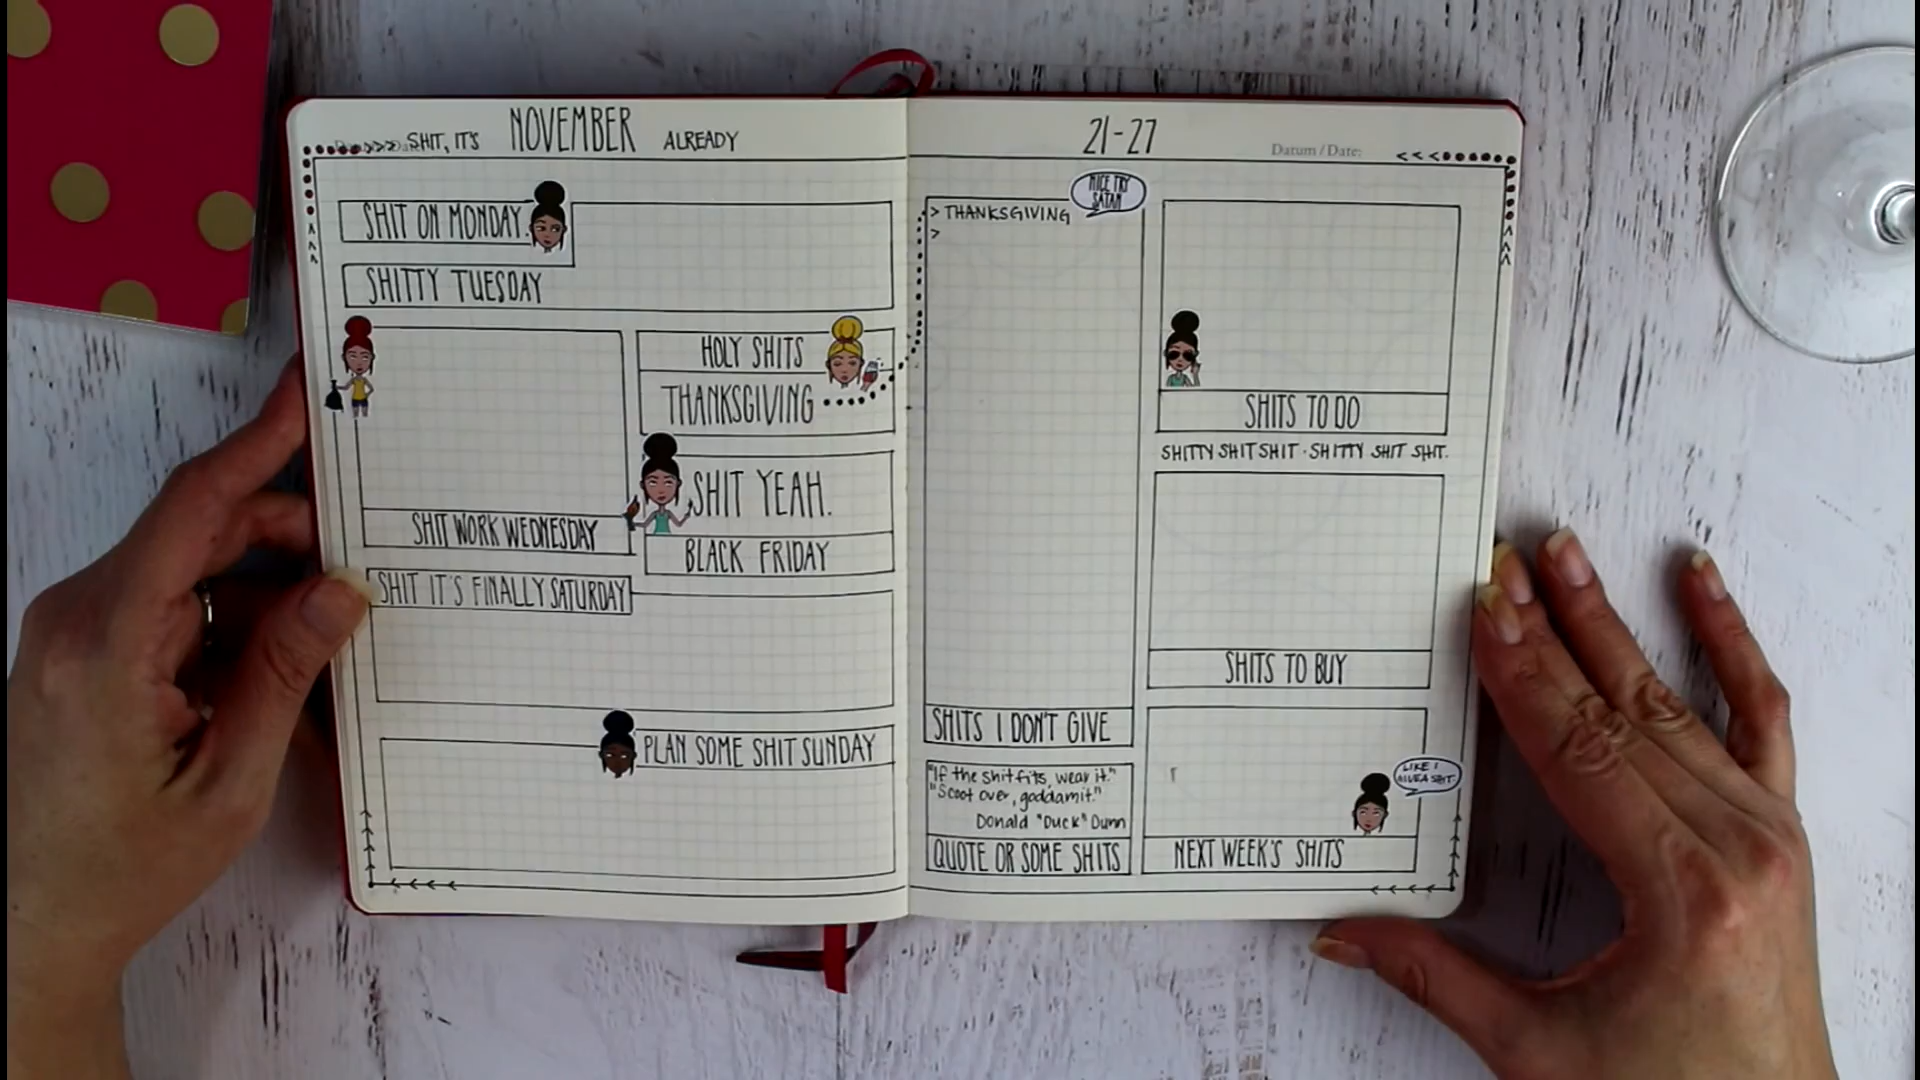 SHIT, IT'S NOVEMBER ALREADY
SHIT ON MONDAY.
SHITTY TUESDAY
SHIT WORK WEDNESDAY
HOLY SHITS
THANKSGIVING
SHIT YEAH.
BLACK FRIDAY
SHIT IT'S FINALLY SATURDAY
PLAN SOME SHIT SUNDAY
21-27
Datum / Date:
NICE TRY
SATAN
> THANKSGIVING
>
SHITS I DON'T GIVE
"If the shit fits, wear it."
"Scoot over, goddamit."
Donald "Duck" Dunn
QUOTE OR SOME SHITS
SHITS TO DO
SHITTY SHIT SHIT · SHITTY SHIT SHIT.
SHITS TO BUY
LIKE I
GIVE A SHIT.
NEXT WEEK'S SHITS